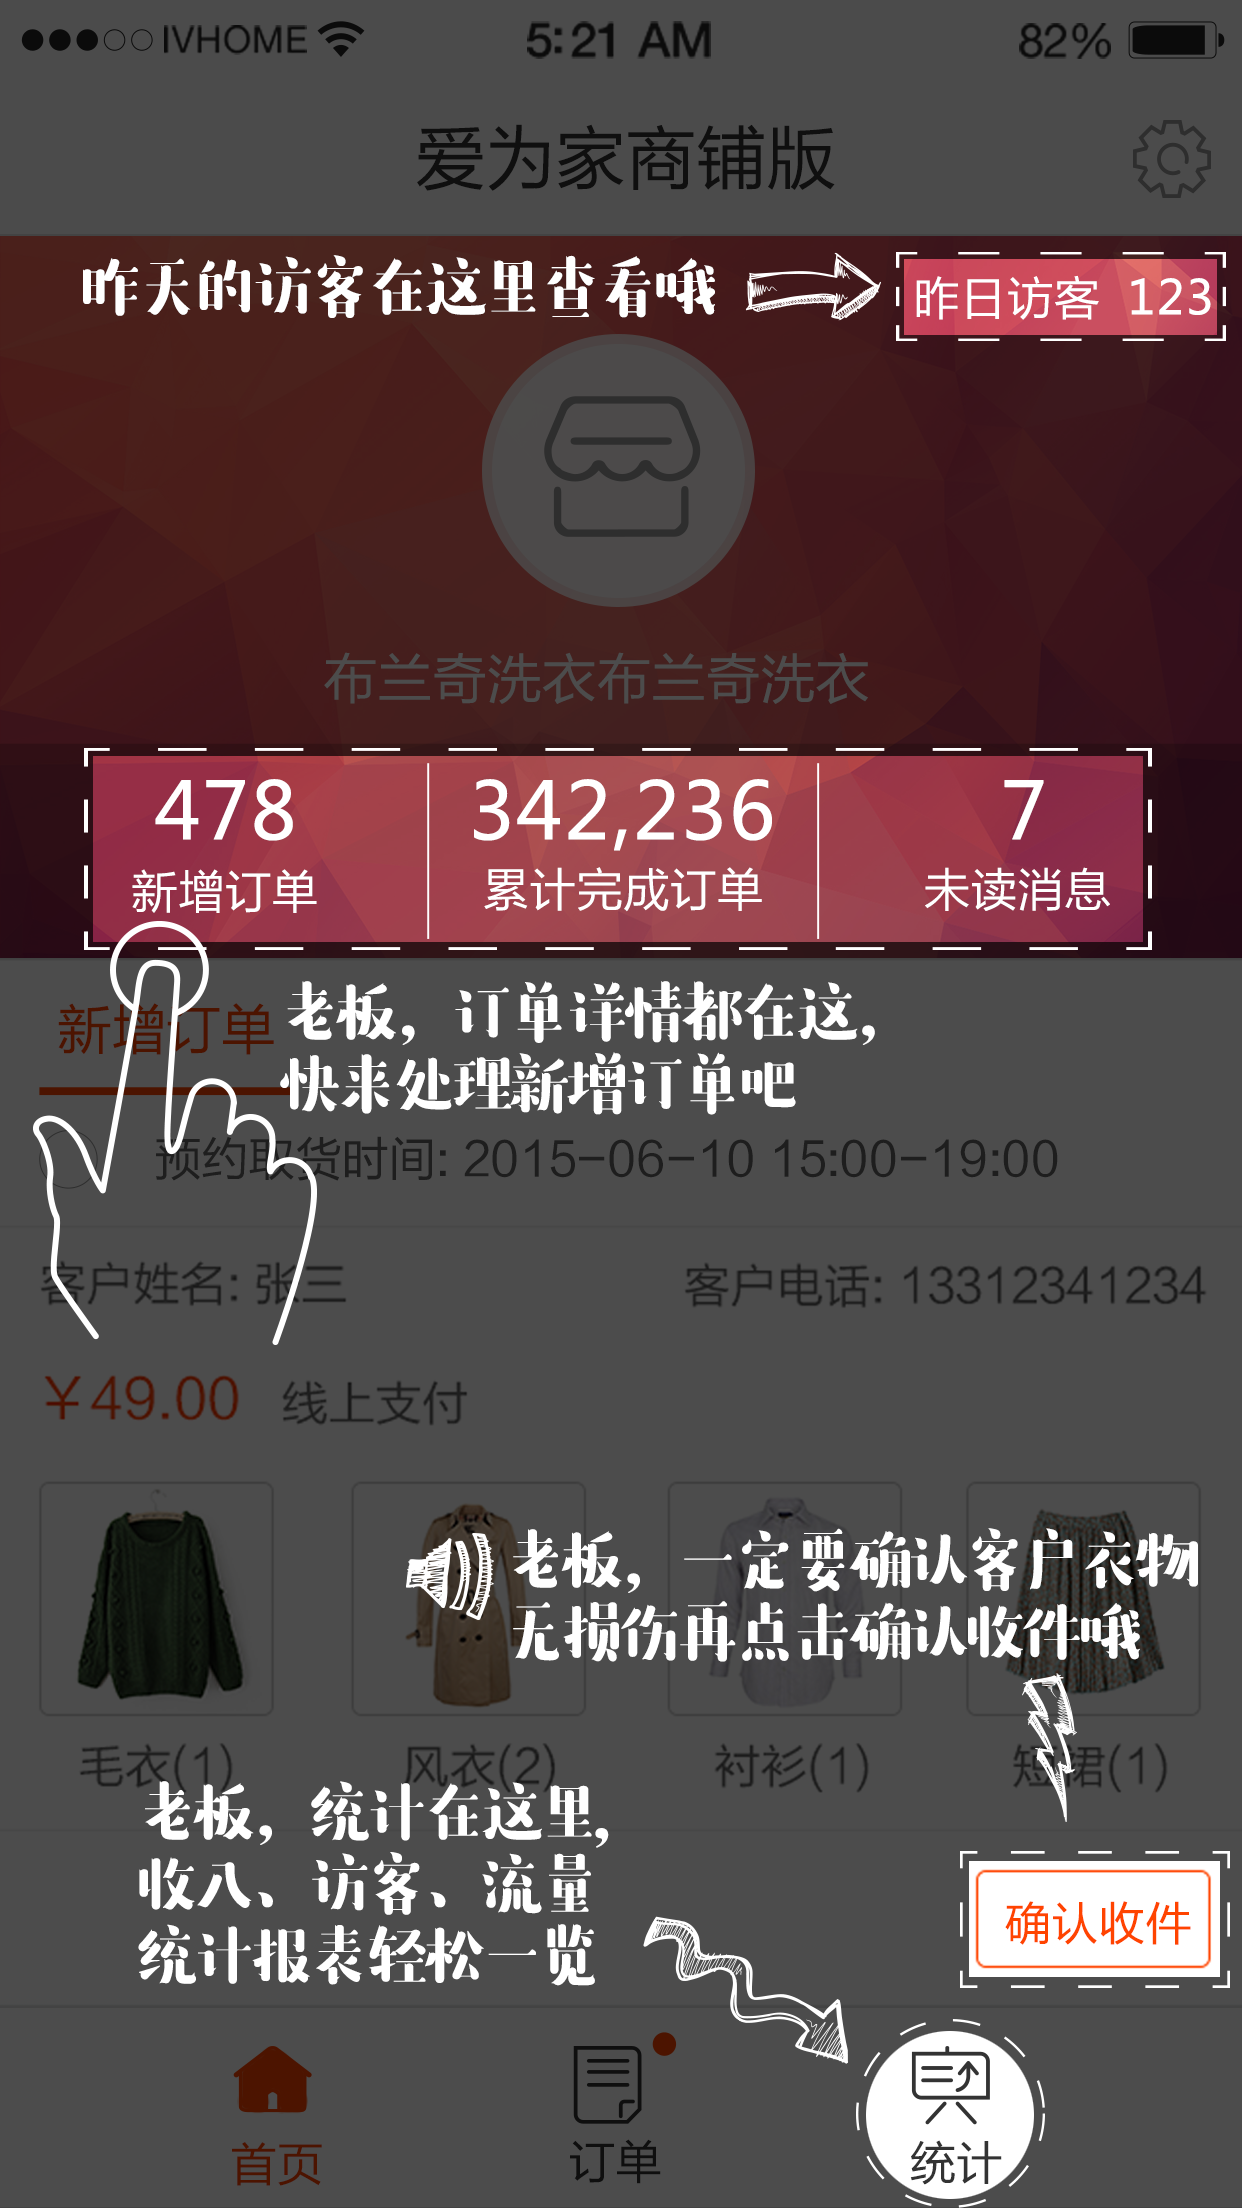 IVHOME 5:21 AM 82%
爱为家商铺版
昨天的访客在这里查看哦
昨日访客 123
布兰奇洗衣布兰奇洗衣
478 342,236 7
新增订单 累计完成订单 未读消息
新增订单
老板，订单详情都在这，
快来处理新增订单吧
预约取货时间: 2015-06-10 15:00-19:00
客户姓名: 张三 客户电话: 13312341234
￥49.00 线上支付
老板，一定要确认客户衣物
无损伤再点击确认收件哦
毛衣(1) 风衣(2) 衬衫(1) 短裙(1)
老板，统计在这里，
收八、访客、流量
统计报表轻松一览
确认收件
首页 订单 统计